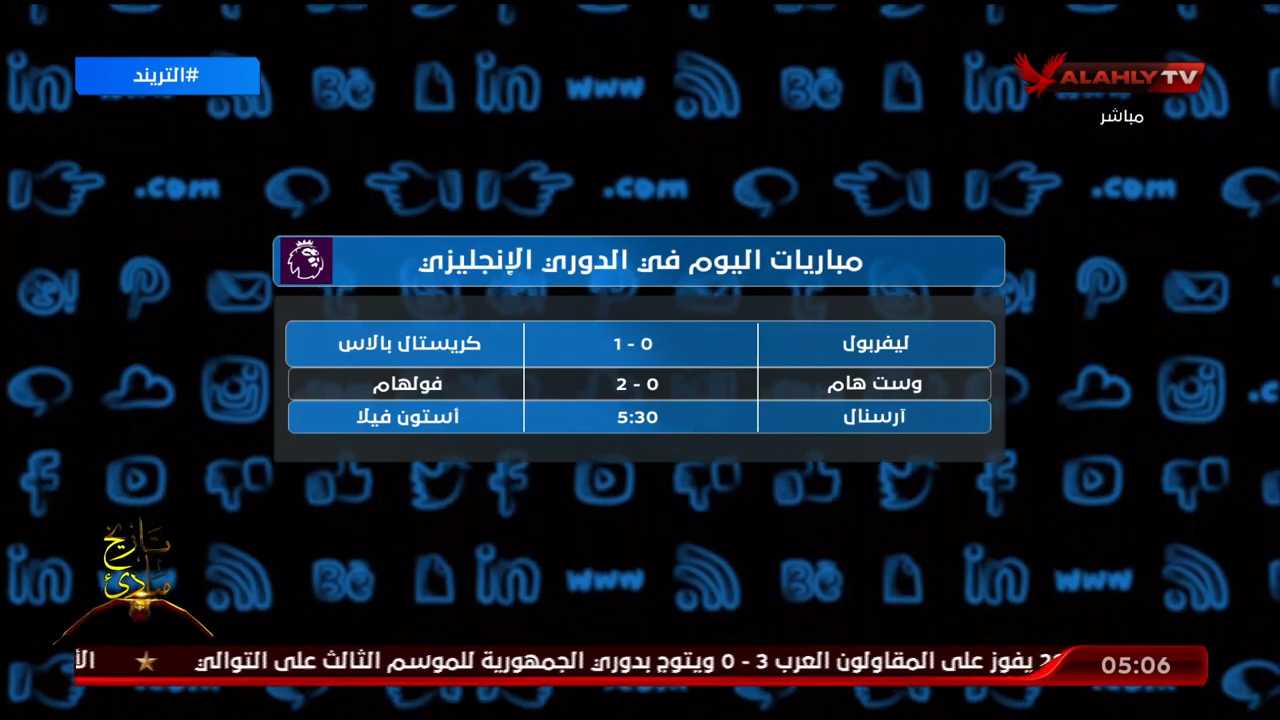 #التريند
ALAHLY TV
مباشر
مباريات اليوم في الدوري الإنجليزي
ليفربول 0 - 1 كريستال بالاس
وست هام 0 - 2 فولهام
آرسنال 5:30 أستون فيلا
تاريخ
مبادئ
05:06
يفوز على المقاولون العرب 3 - 0 ويتوج بدوري الجمهورية للموسم الثالث على التوالي